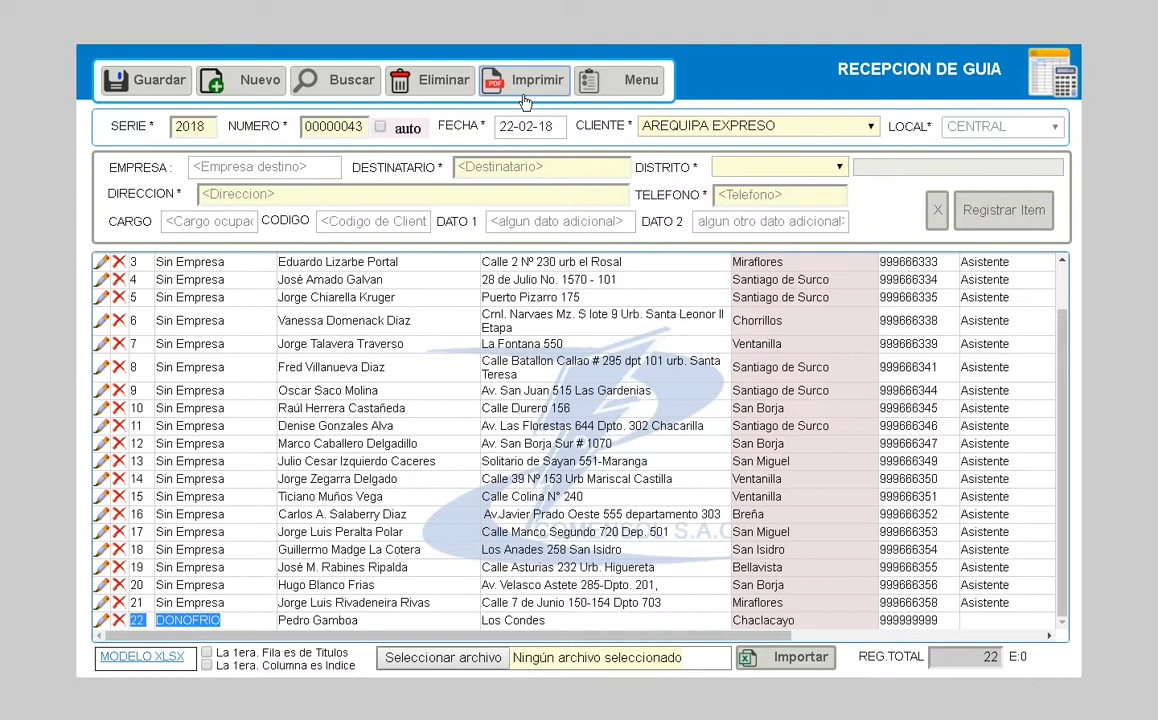 RECEPCION DE GUIA
Guardar Nuevo Buscar Eliminar PDF Imprimir Menu
SERIE * 2018 NUMERO * 00000043 auto FECHA * 22-02-18 CLIENTE * AREQUIPA EXPRESO LOCAL* CENTRAL
EMPRESA : <Empresa destino> DESTINATARIO * <Destinatario> DISTRITO *
DIRECCION * <Direccion> TELEFONO * <Telefono>
X Registrar Item
CARGO <Cargo ocupac CODIGO <Codigo de Client DATO 1 <algun dato adicional> DATO 2 algun otro dato adicional:
3 Sin Empresa Eduardo Lizarbe Portal Calle 2 Nº 230 urb el Rosal Miraflores 999666333 Asistente
4 Sin Empresa José Amado Galvan 28 de Julio No. 1570 - 101 Santiago de Surco 999666334 Asistente
5 Sin Empresa Jorge Chiarella Kruger Puerto Pizarro 175 Santiago de Surco 999666335 Asistente
6 Sin Empresa Vanessa Domenack Diaz Crnl. Narvaes Mz. S lote 9 Urb. Santa Leonor II
Etapa Chorrillos 999666338 Asistente
7 Sin Empresa Jorge Talavera Traverso La Fontana 550 Ventanilla 999666339 Asistente
8 Sin Empresa Fred Villanueva Diaz Calle Batallon Callao # 295 dpt 101 urb. Santa
Teresa Santiago de Surco 999666341 Asistente
9 Sin Empresa Oscar Saco Molina Av. San Juan 515 Las Gardenias Santiago de Surco 999666344 Asistente
10 Sin Empresa Raúl Herrera Castañeda Calle Durero 156 San Borja 999666345 Asistente
11 Sin Empresa Denise Gonzales Alva Av. Las Florestas 644 Dpto. 302 Chacarilla Santiago de Surco 999666346 Asistente
12 Sin Empresa Marco Caballero Delgadillo Av. San Borja Sur # 1070 San Borja 999666347 Asistente
13 Sin Empresa Julio Cesar Izquierdo Caceres Solitario de Sayan 551-Maranga San Miguel 999666349 Asistente
14 Sin Empresa Jorge Zegarra Delgado Calle 39 Nº 153 Urb Mariscal Castilla Ventanilla 999666350 Asistente
15 Sin Empresa Ticiano Muños Vega Calle Colina N° 240 Ventanilla 999666351 Asistente
16 Sin Empresa Carlos A. Salaberry Diaz Av.Javier Prado Oeste 555 departamento 303 Breña 999666352 Asistente
17 Sin Empresa Jorge Luis Peralta Polar Calle Manco Segundo 720 Dep. 501 San Miguel 999666353 Asistente
18 Sin Empresa Guillermo Madge La Cotera Los Anades 258 San Isidro San Isidro 999666354 Asistente
19 Sin Empresa José M. Rabines Ripalda Calle Asturias 232 Urb. Higuereta Bellavista 999666355 Asistente
20 Sin Empresa Hugo Blanco Frias Av. Velasco Astete 285-Dpto. 201, San Borja 999666356 Asistente
21 Sin Empresa Jorge Luis Rivadeneira Rivas Calle 7 de Junio 150-154 Dpto 703 Miraflores 999666358 Asistente
22 DONOFRIO Pedro Gamboa Los Condes Chaclacayo 999999999
MODELO XLSX La 1era. Fila es de Titulos
La 1era. Columna es Indice
Seleccionar archivo Ningún archivo seleccionado Importar REG.TOTAL 22 E:0